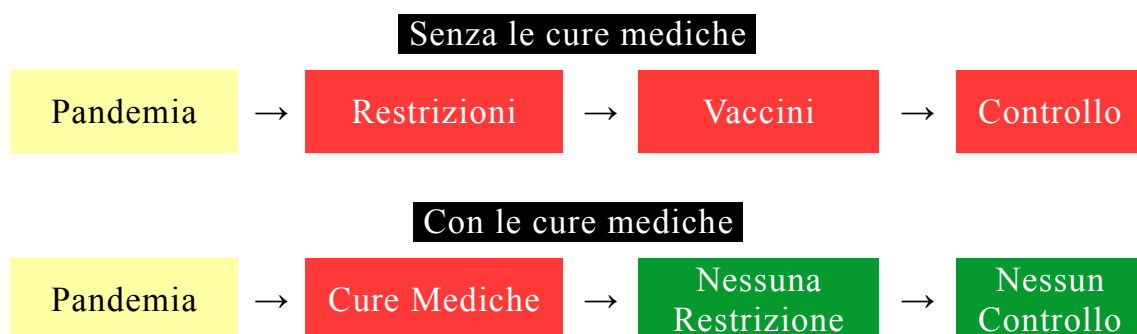 Senza le cure mediche
Pandemia → Restrizioni → Vaccini → Controllo
Con le cure mediche
Pandemia → Cure Mediche → Nessuna Restrizione → Nessun Controllo